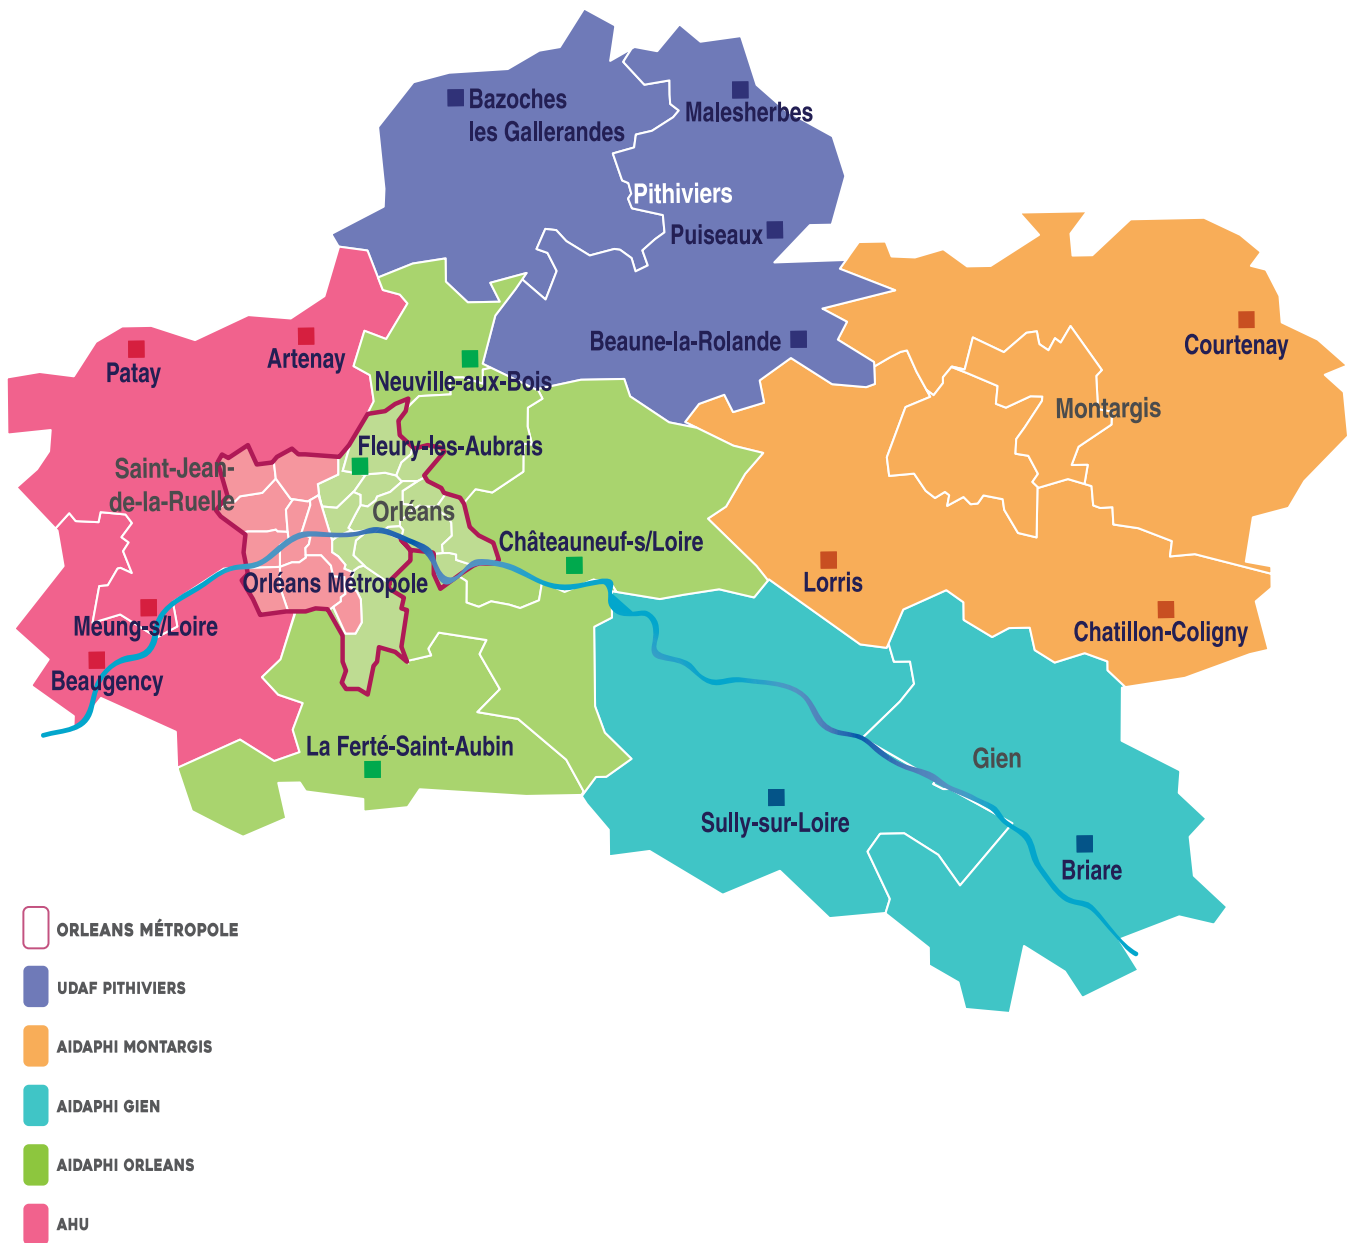 Bazoches
les Gallerandes
Malesherbes
Pithiviers
Puiseaux
Beaune-la-Rolande
Courtenay
Artenay
Patay
Neuville-aux-Bois
Montargis
Fleury-les-Aubrais
Saint-Jean-
de-la-Ruelle
Orléans
Châteauneuf-s/Loire
Lorris
Orléans Métropole
Meung-s/Loire
Chatillon-Coligny
Beaugency
La Ferté-Saint-Aubin
Gien
Sully-sur-Loire
Briare
ORLEANS MÉTROPOLE
UDAF PITHIVIERS
AIDAPHI MONTARGIS
AIDAPHI GIEN
AIDAPHI ORLEANS
AHU